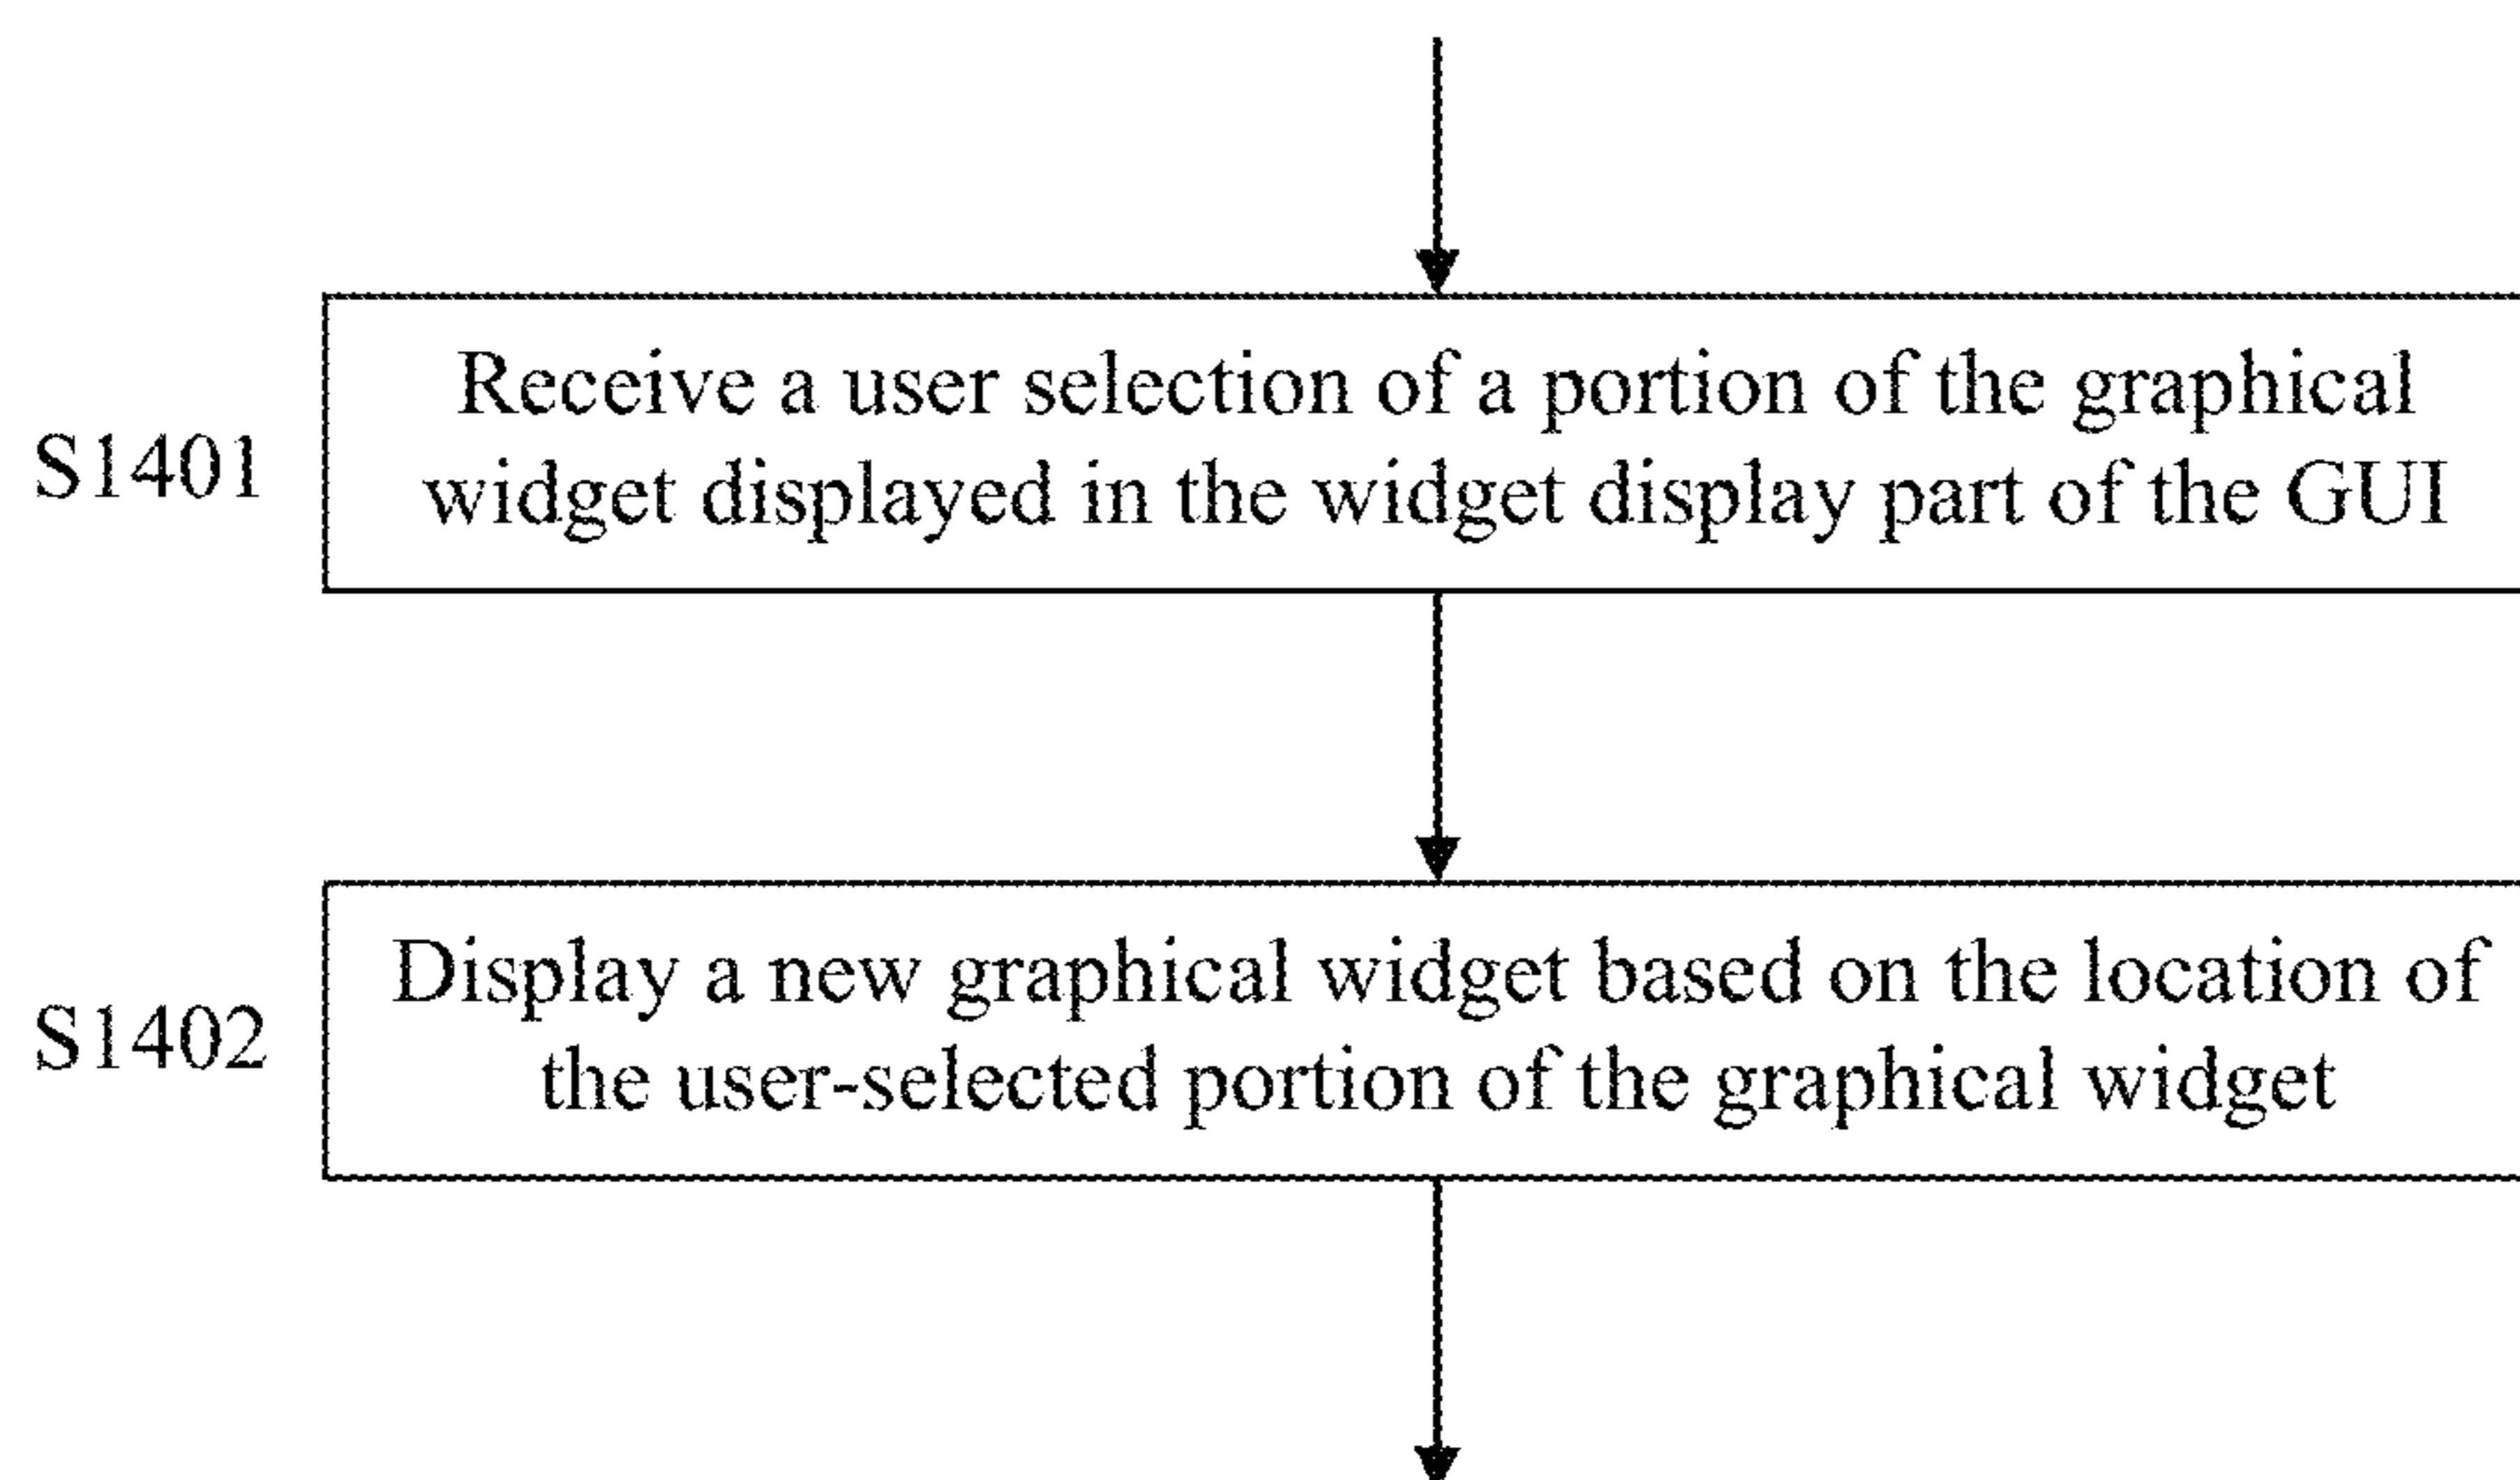 Receive a user selection of a portion of the graphical
S1401
widget displayed in the widget display part of the GUI
Display a new graphical widget based on the location of
S1402
the user-selected portion of the graphical widget